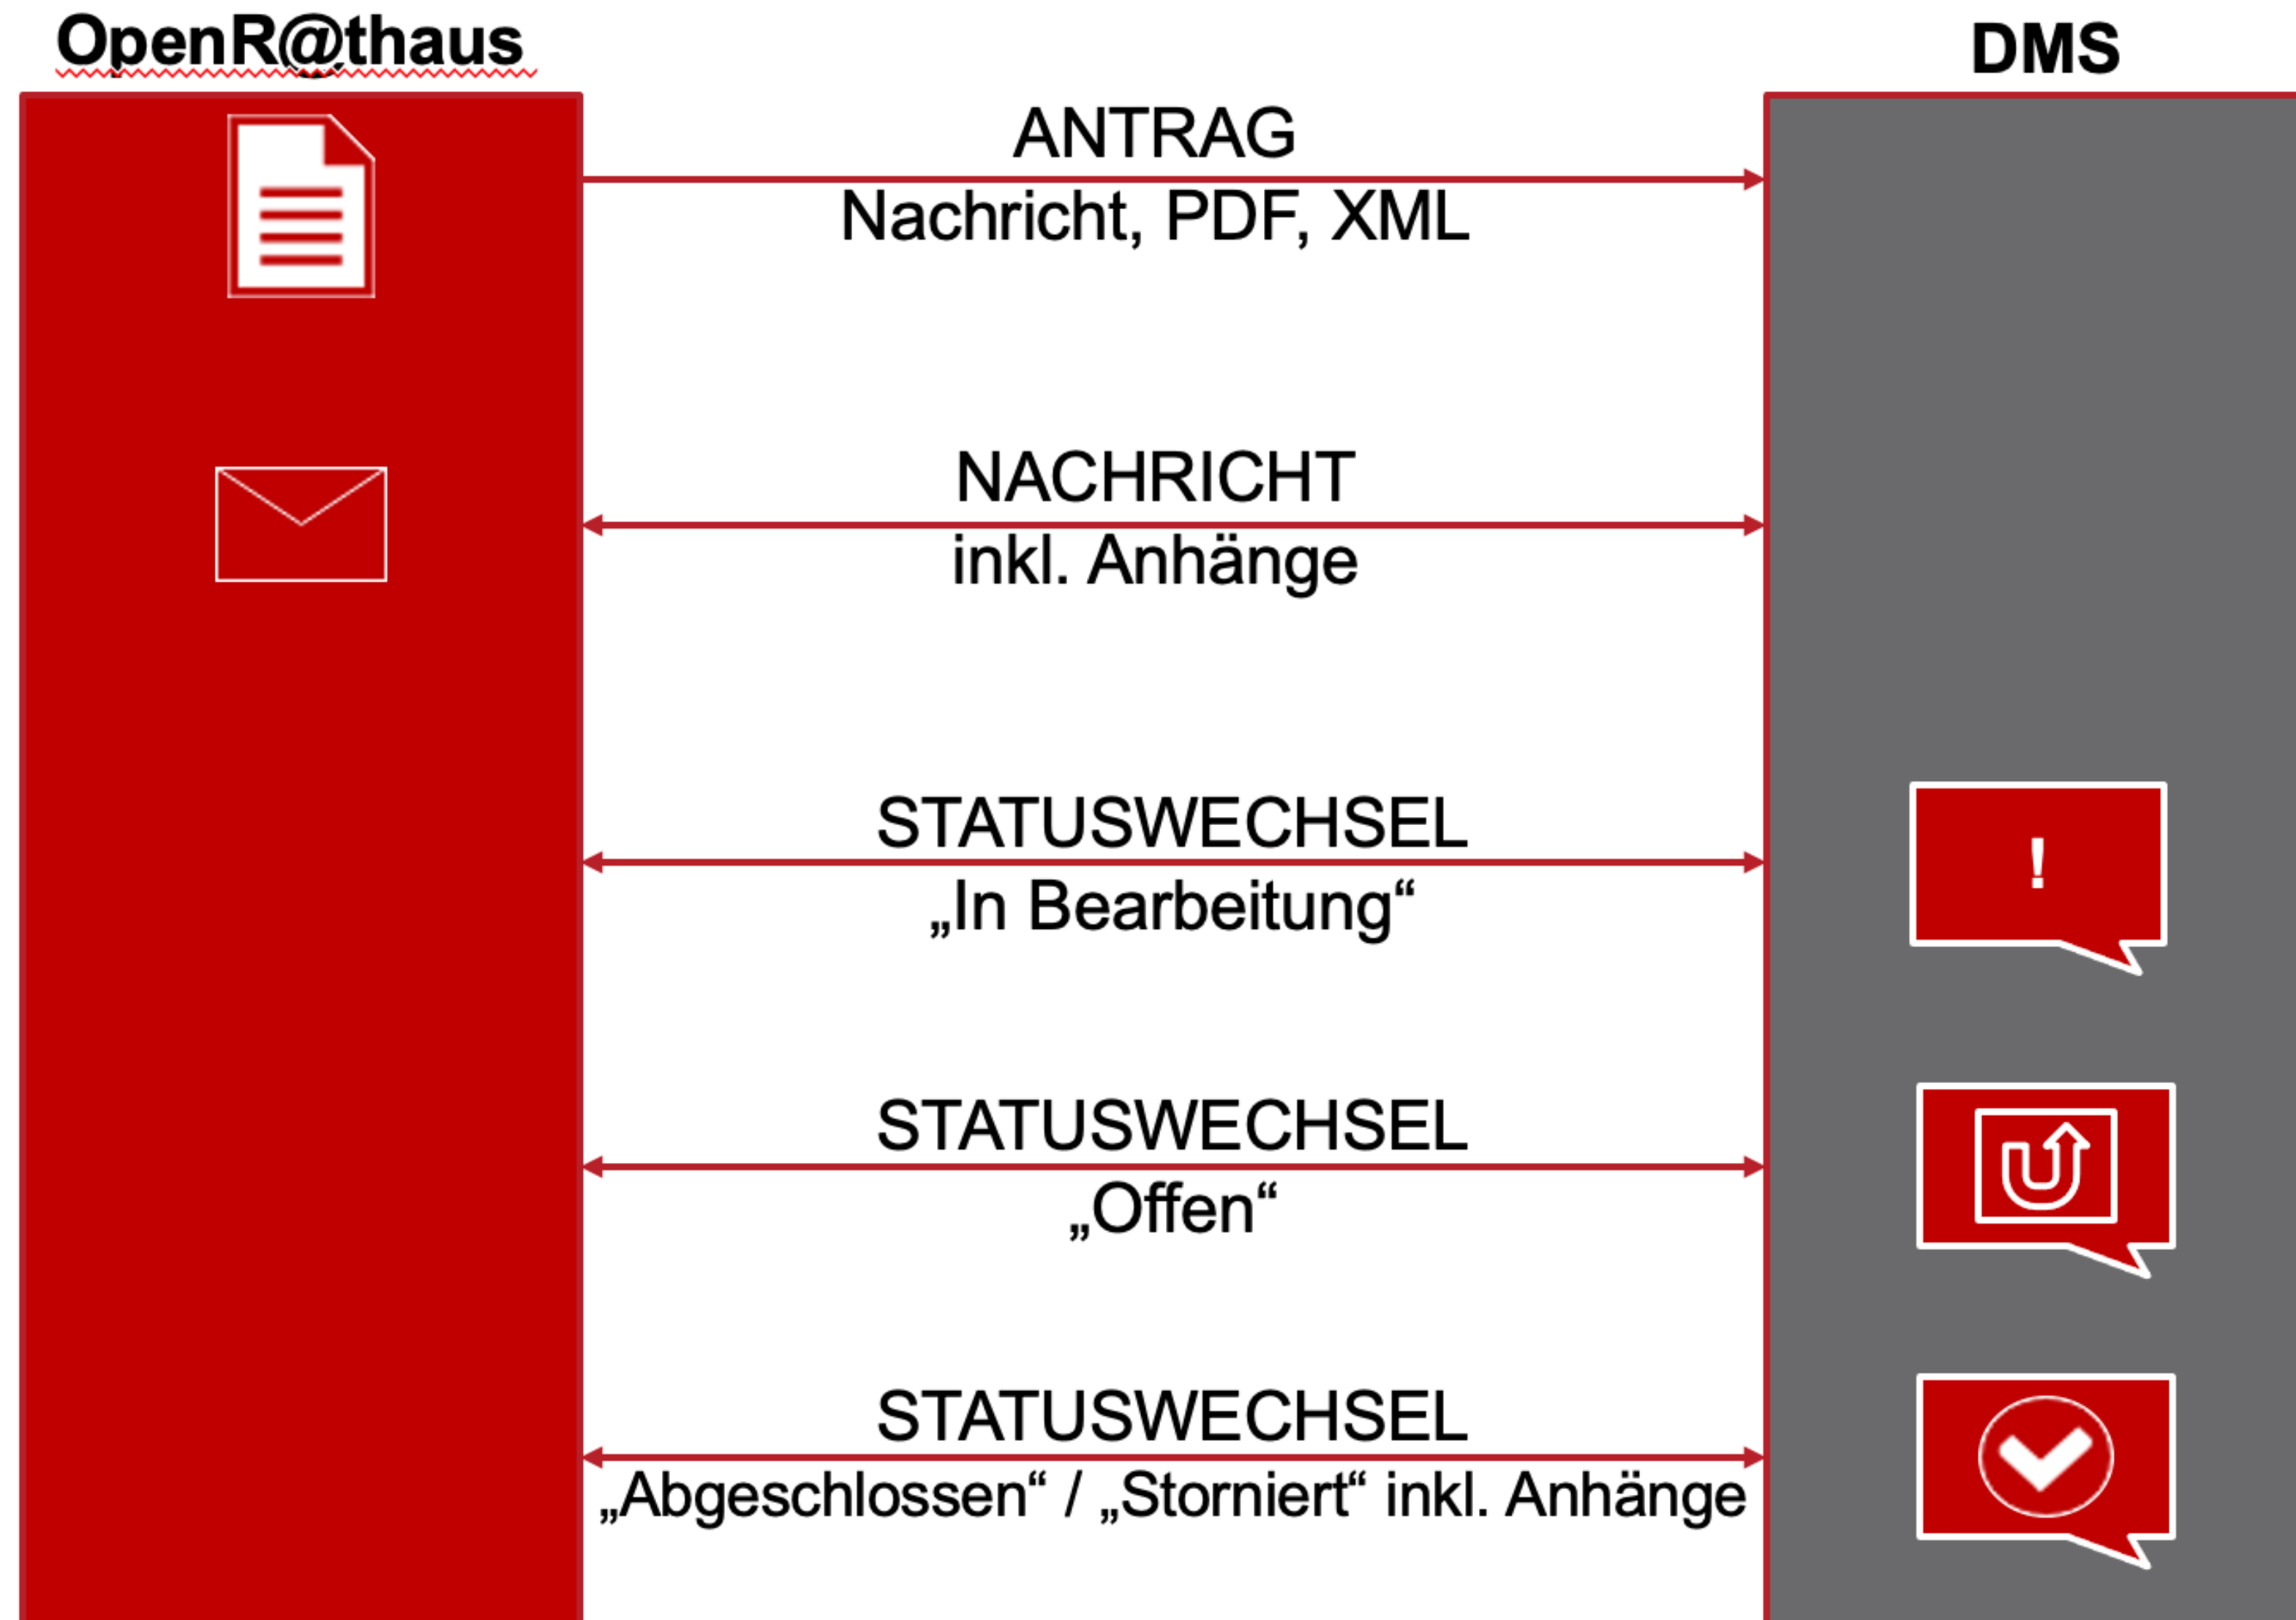 OpenR@thaus
DMS
ANTRAG
Nachricht, PDF, XML
NACHRICHT
inkl. Anhänge
STATUSWECHSEL
„In Bearbeitung“
!
STATUSWECHSEL
„Offen“
STATUSWECHSEL
„Abgeschlossen“ / „Storniert“ inkl. Anhänge